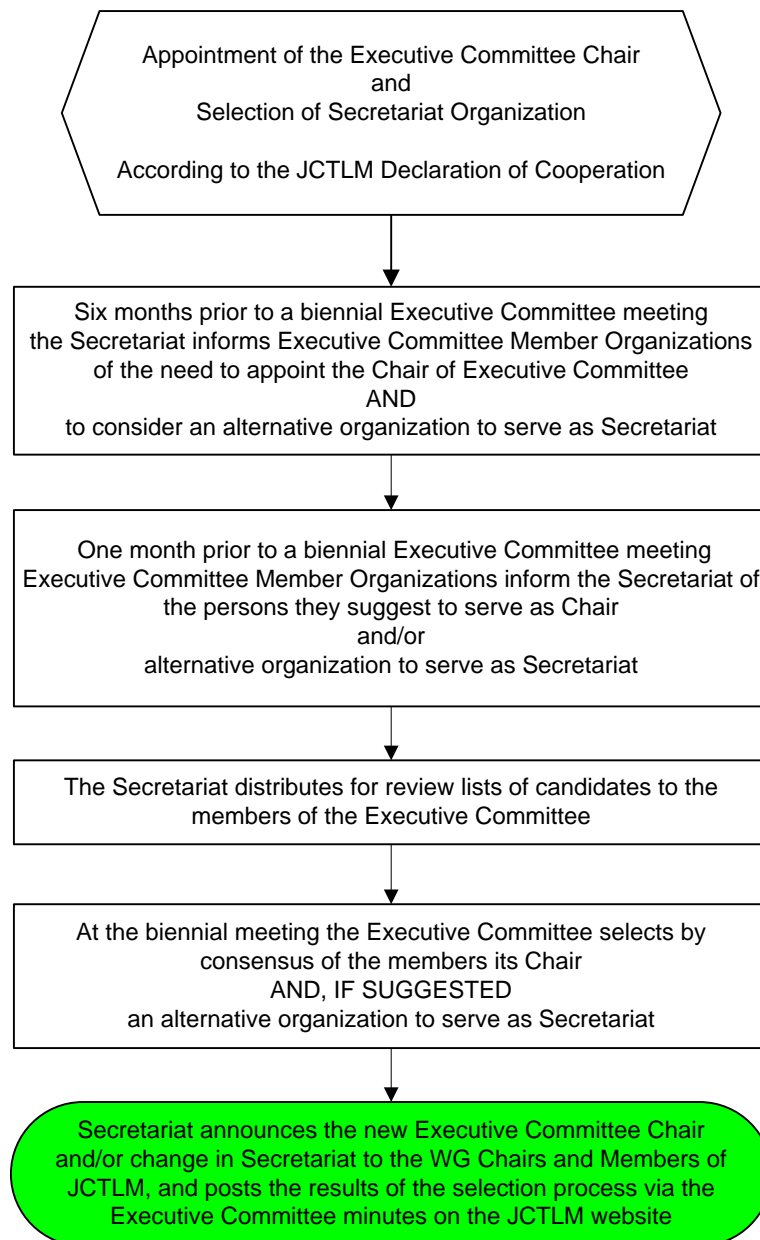 Appointment of the Executive Committee Chair
and
Selection of Secretariat Organization
According to the JCTLM Declaration of Cooperation
Six months prior to a biennial Executive Committee meeting
the Secretariat informs Executive Committee Member Organizations
of the need to appoint the Chair of Executive Committee
AND
to consider an alternative organization to serve as Secretariat
One month prior to a biennial Executive Committee meeting
Executive Committee Member Organizations inform the Secretariat of
the persons they suggest to serve as Chair
and/or
alternative organization to serve as Secretariat
The Secretariat distributes for review lists of candidates to the
members of the Executive Committee
At the biennial meeting the Executive Committee selects by
consensus of the members its Chair
AND, IF SUGGESTED
an alternative organization to serve as Secretariat
Secretariat announces the new Executive Committee Chair
and/or change in Secretariat to the WG Chairs and Members of
JCTLM, and posts the results of the selection process via the
Executive Committee minutes on the JCTLM website